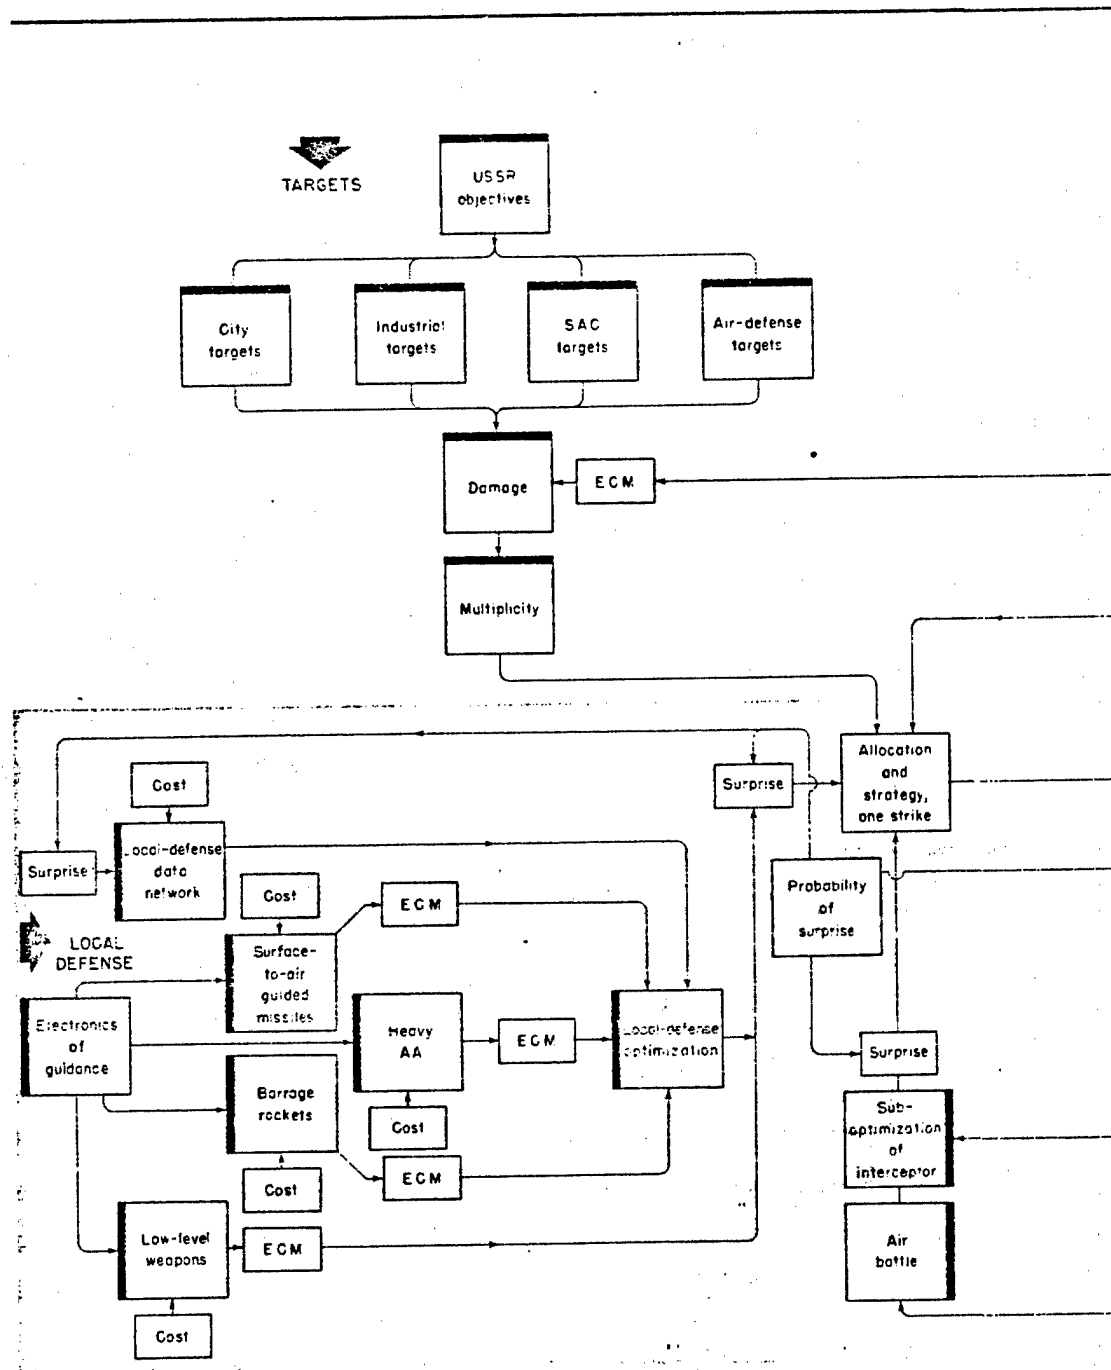 TARGETS
USSR
objectives
City
targets
Industrial
targets
SAC
targets
Air-defense
targets
Damage
ECM
Multiplicity
Allocation
and
strategy,
one strike
Surprise
Cost
Surprise
Local-defense
data
network
Probability
of
surprise
Cost
ECM
LOCAL
DEFENSE
Surface-
to-air
guided
missiles
Electronics
of
guidance
Heavy
AA
ECM
Local-defense
optimization
Surprise
Barrage
rockets
Cost
ECM
Cost
Sub-
optimization
of
interceptor
Low-level
weapons
ECM
Air
battle
Cost